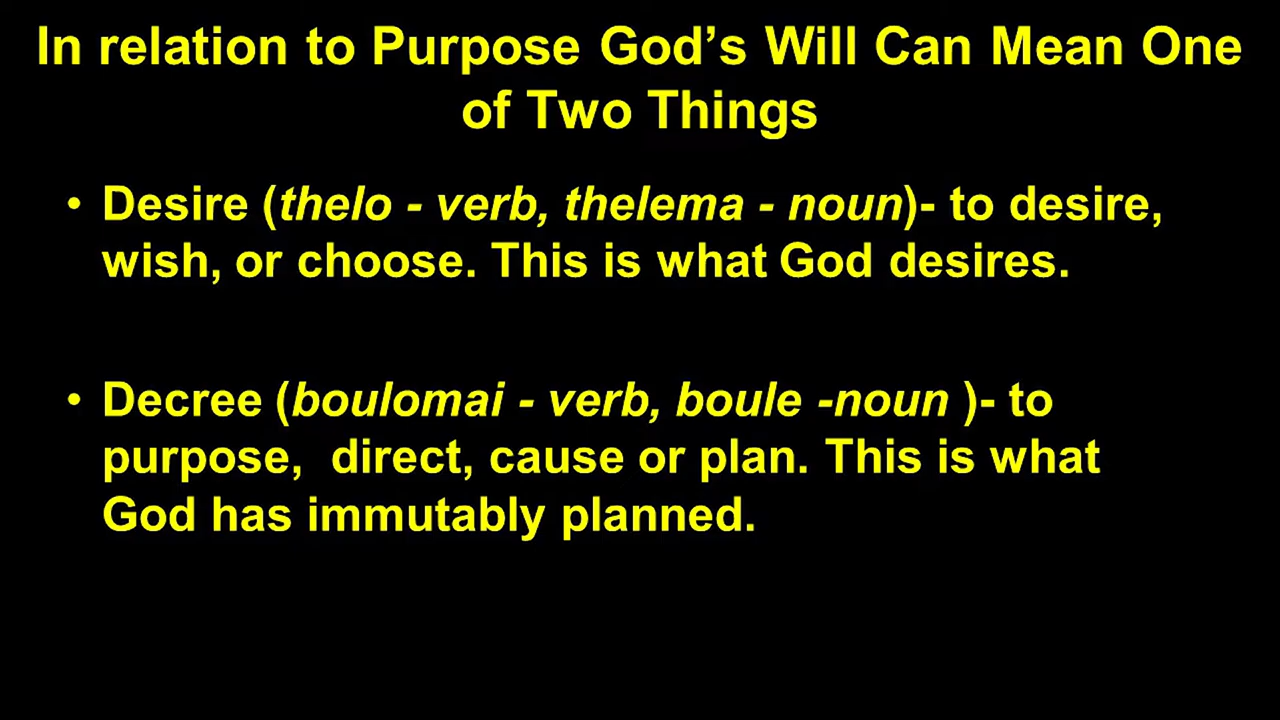 In relation to Purpose God’s Will Can Mean One
of Two Things
• Desire (thelo - verb, thelema - noun)- to desire,
wish, or choose. This is what God desires.
• Decree (boulomai - verb, boule -noun )- to
purpose,  direct, cause or plan. This is what
God has immutably planned.